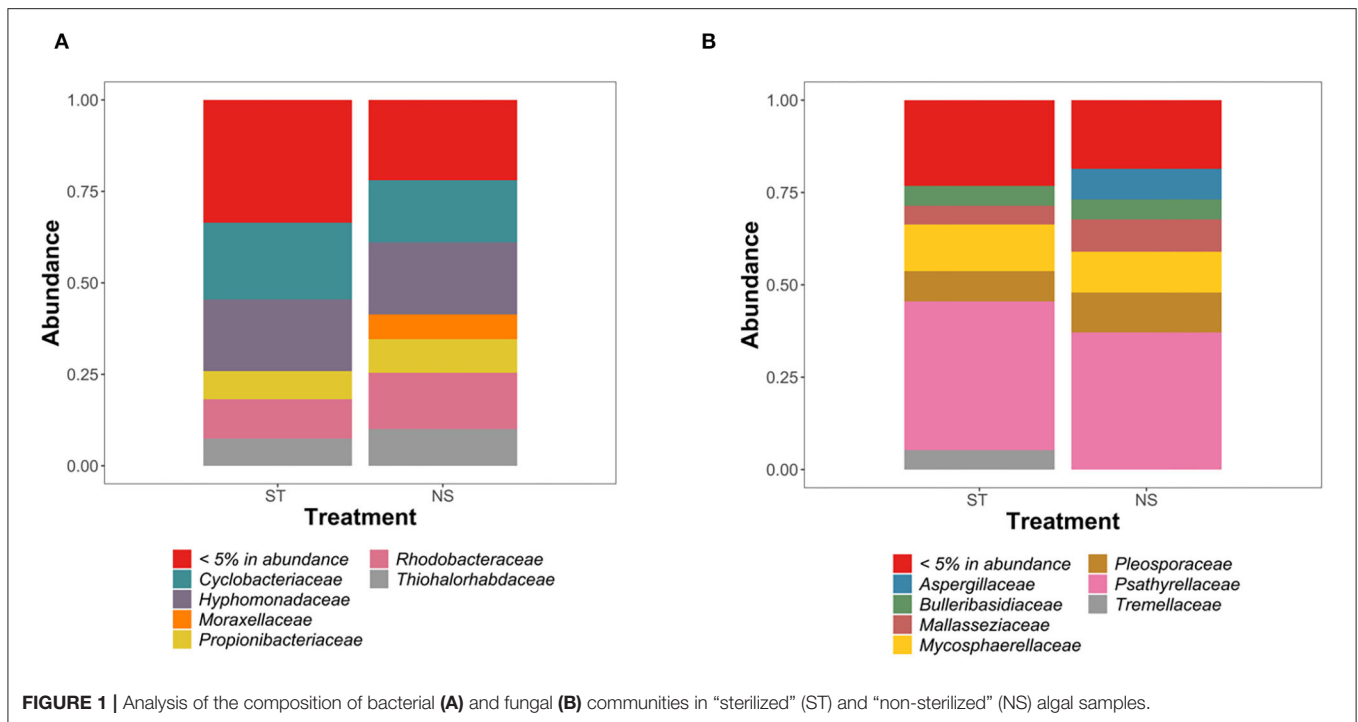 A
1.00
0.75
0.50
0.25
0.00
Abundance
ST
NS
Treatment
< 5% in abundance
Cyclobacteriaceae
Hyphomonadaceae
Moraxellaceae
Propionibacteriaceae
Rhodobacteraceae
Thiohalorhabdaceae
B
1.00
0.75
0.50
0.25
0.00
Abundance
ST
NS
Treatment
< 5% in abundance
Aspergillaceae
Bulleribasidiaceae
Mallasseziaceae
Mycosphaerellaceae
Pleosporaceae
Psathyrellaceae
Tremellaceae
FIGURE 1 | Analysis of the composition of bacterial (A) and fungal (B) communities in “sterilized” (ST) and “non-sterilized” (NS) algal samples.